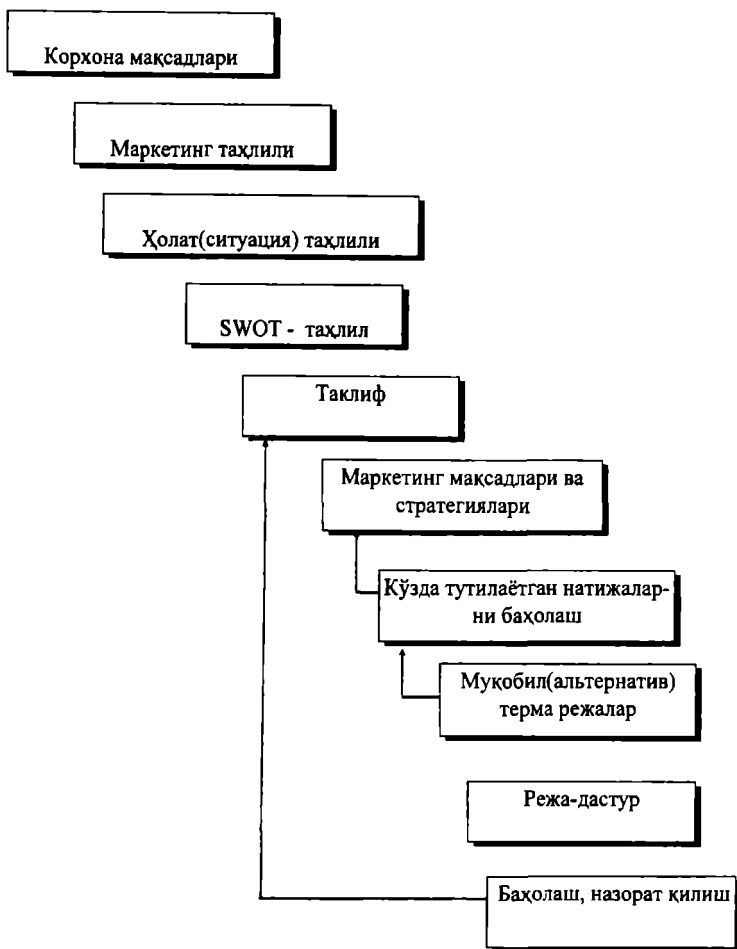 Корхона мақсадлари
Маркетинг таҳлили
Ҳолат(ситуация) таҳлили
SWOT - таҳлил
Таклиф
Маркетинг мақсадлари ва
стратегиялари
Кўзда тутилаётган натижалар-
ни баҳолаш
Муқобил(альтернатив)
терма режалар
Режа-дастур
Баҳолаш, назорат қилиш